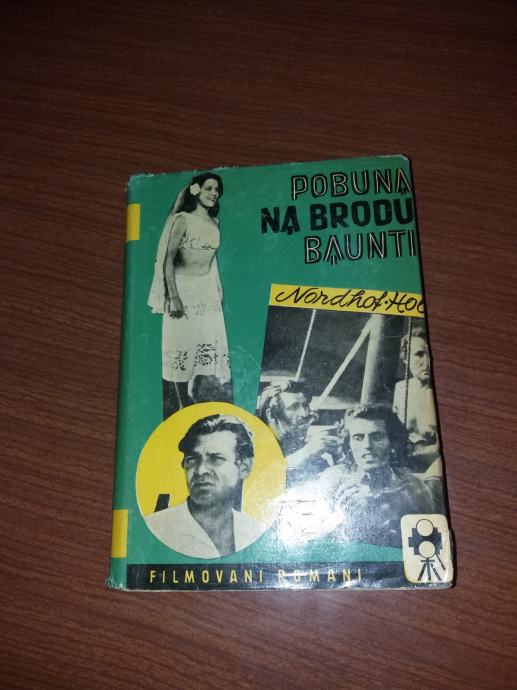 POBUNA
NA BRODU
BAUNTI
Nordhof·Hol
FILMOVANI ROMANI